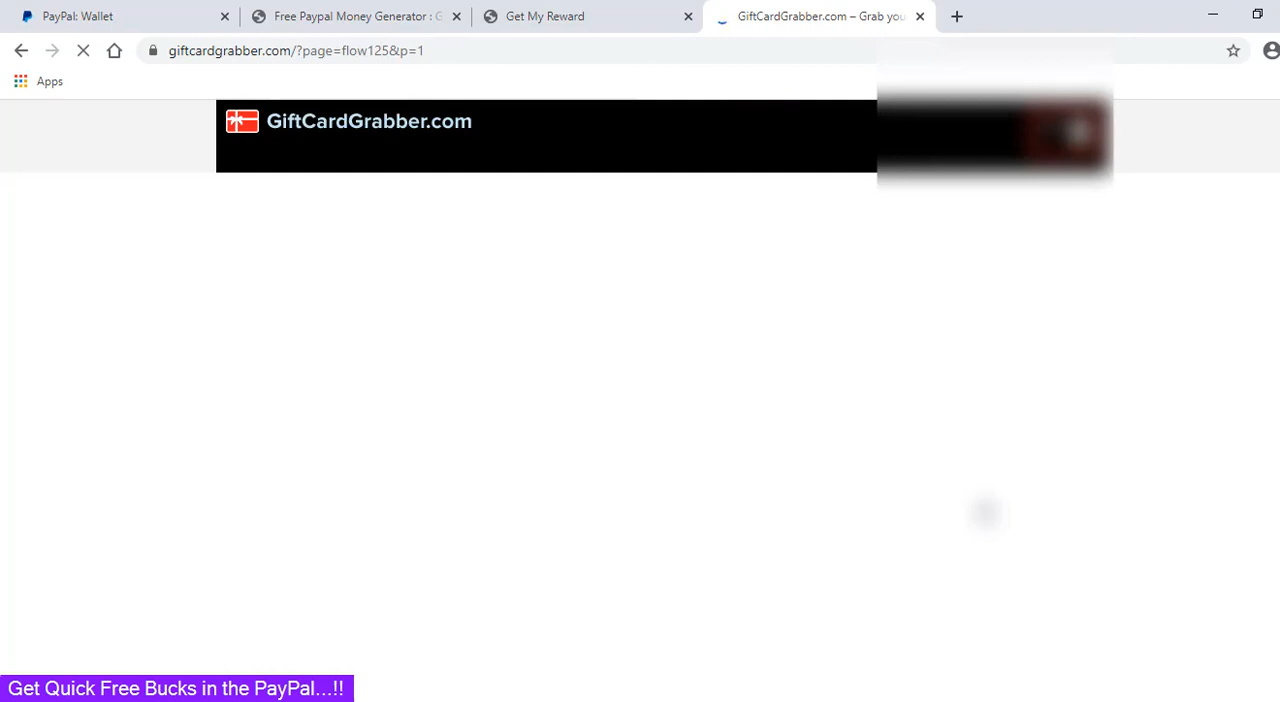 PayPal: Wallet
Free Paypal Money Generator : G
Get My Reward
GiftCardGrabber.com – Grab you
giftcardgrabber.com/?page=flow125&p=1
Apps
GiftCardGrabber.com
Get Quick Free Bucks in the PayPal...!!